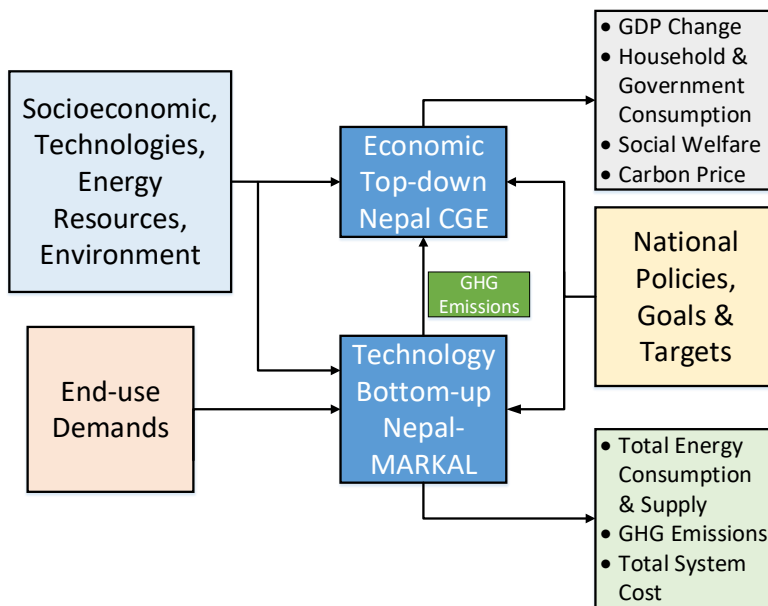 • GDP Change
• Household &
Government
Consumption
• Social Welfare
• Carbon Price
Socioeconomic,
Technologies,
Energy
Resources,
Environment
Economic
Top-down
Nepal CGE
National
Policies,
Goals &
Targets
GHG
Emissions
End-use
Demands
Technology
Bottom-up
Nepal-
MARKAL
• Total Energy
Consumption
& Supply
• GHG Emissions
• Total System
Cost